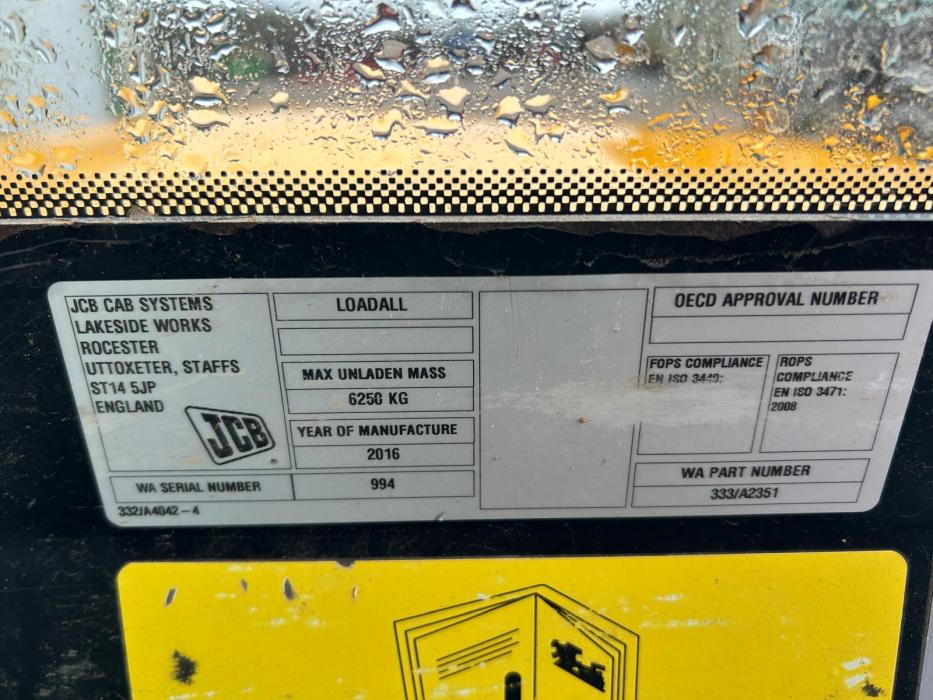 JCB CAB SYSTEMS
LAKESIDE WORKS
ROCESTER
UTTOXETER, STAFFS
ST14 5JP
ENGLAND
JCB
®
WA SERIAL NUMBER
994
332/A4042 – 4
LOADALL
MAX UNLADEN MASS
6250 KG
YEAR OF MANUFACTURE
2016
OECD APPROVAL NUMBER
FOPS COMPLIANCE
EN ISO 3449:
ROPS
COMPLIANCE
EN ISO 3471:
2008
WA PART NUMBER
333/A2351